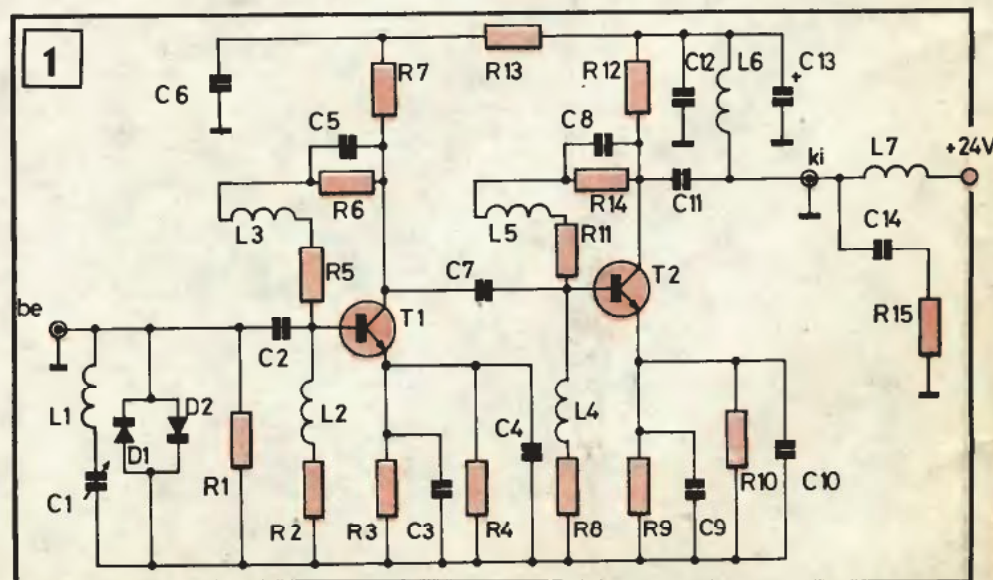 1
C6
R7
R13
R12
C12
L6
+
C13
C5
R6
L3
R5
C8
R14
C11
L5
R11
ki
L7
+24V
C14
R15
be
C7
T1
T2
C2
L1
D1
D2
C1
R1
L2
R2
R3
C3
R4
C4
L4
R8
R9
C9
R10
C10